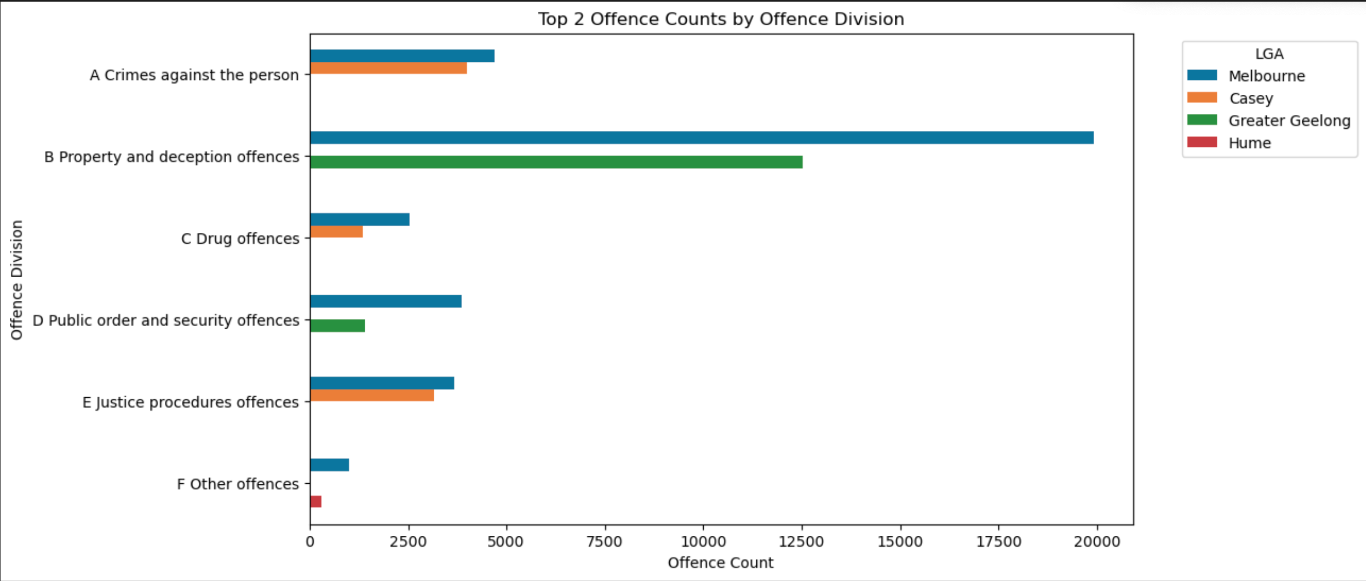 Top 2 Offence Counts by Offence Division
LGA
Melbourne
Casey
Greater Geelong
Hume
Offence Division
A Crimes against the person
B Property and deception offences
C Drug offences
D Public order and security offences
E Justice procedures offences
F Other offences
0 2500 5000 7500 10000 12500 15000 17500 20000
Offence Count